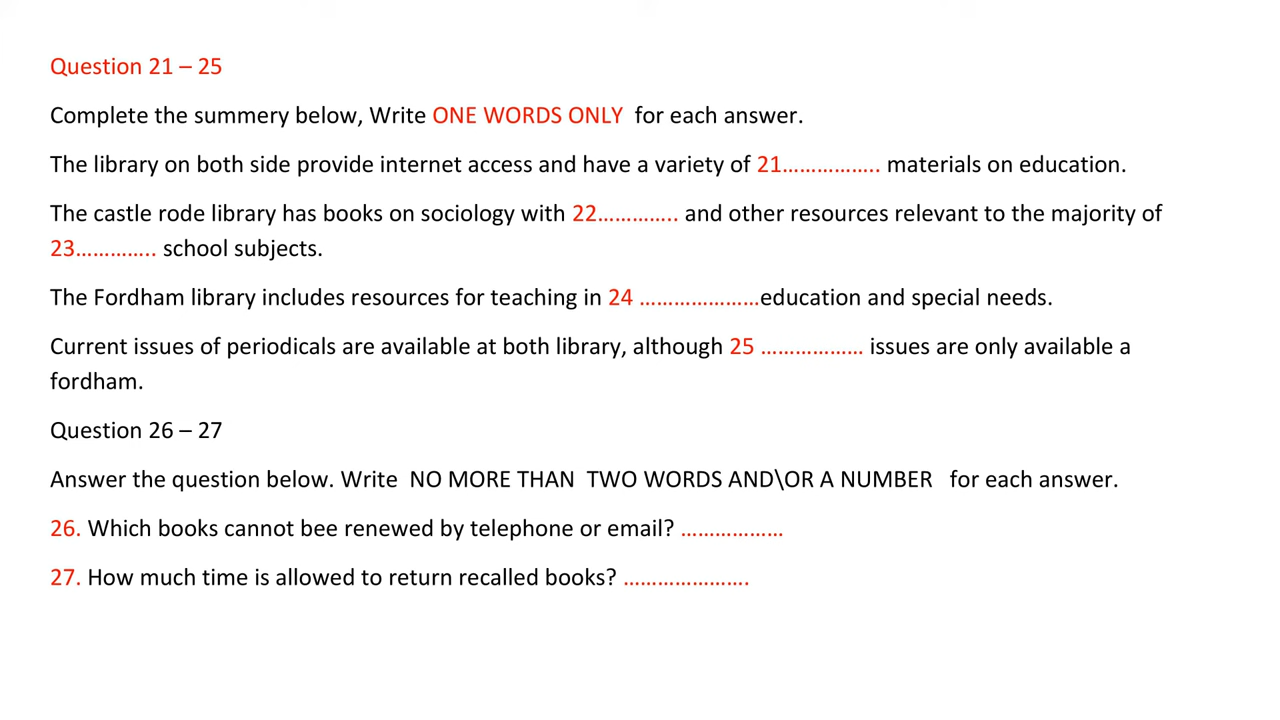 Question 21 – 25
Complete the summery below, Write ONE WORDS ONLY for each answer.
The library on both side provide internet access and have a variety of 21…………….. materials on education.
The castle rode library has books on sociology with 22………….. and other resources relevant to the majority of
23………….. school subjects.
The Fordham library includes resources for teaching in 24 …………………education and special needs.
Current issues of periodicals are available at both library, although 25 ……………… issues are only available a
fordham.
Question 26 – 27
Answer the question below. Write NO MORE THAN TWO WORDS AND\OR A NUMBER for each answer.
26. Which books cannot bee renewed by telephone or email? ………………
27. How much time is allowed to return recalled books? ………………….